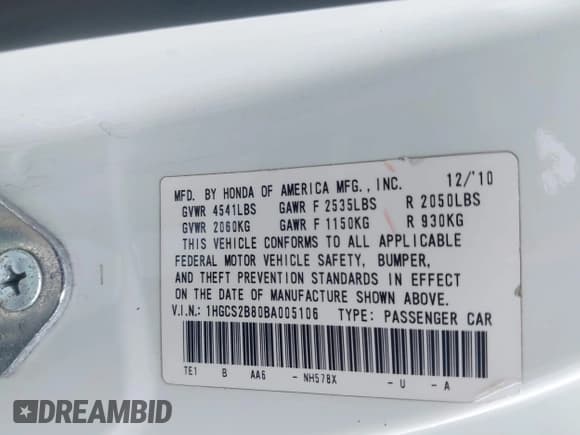 MFD. BY HONDA OF AMERICA MFG., INC. 12/'10
GVWR 4541LBS GAWR F 2535LBS R 2050LBS
GVWR 2060KG GAWR F 1150KG R 930KG
THIS VEHICLE CONFORMS TO ALL APPLICABLE
FEDERAL MOTOR VEHICLE SAFETY, BUMPER,
AND THEFT PREVENTION STANDARDS IN EFFECT
ON THE DATE OF MANUFACTURE SHOWN ABOVE.
V.I.N.: 1HGCS2B80BA005106 TYPE: PASSENGER CAR
TE1 B AA6 - NH578X - U - A
DREAMBID